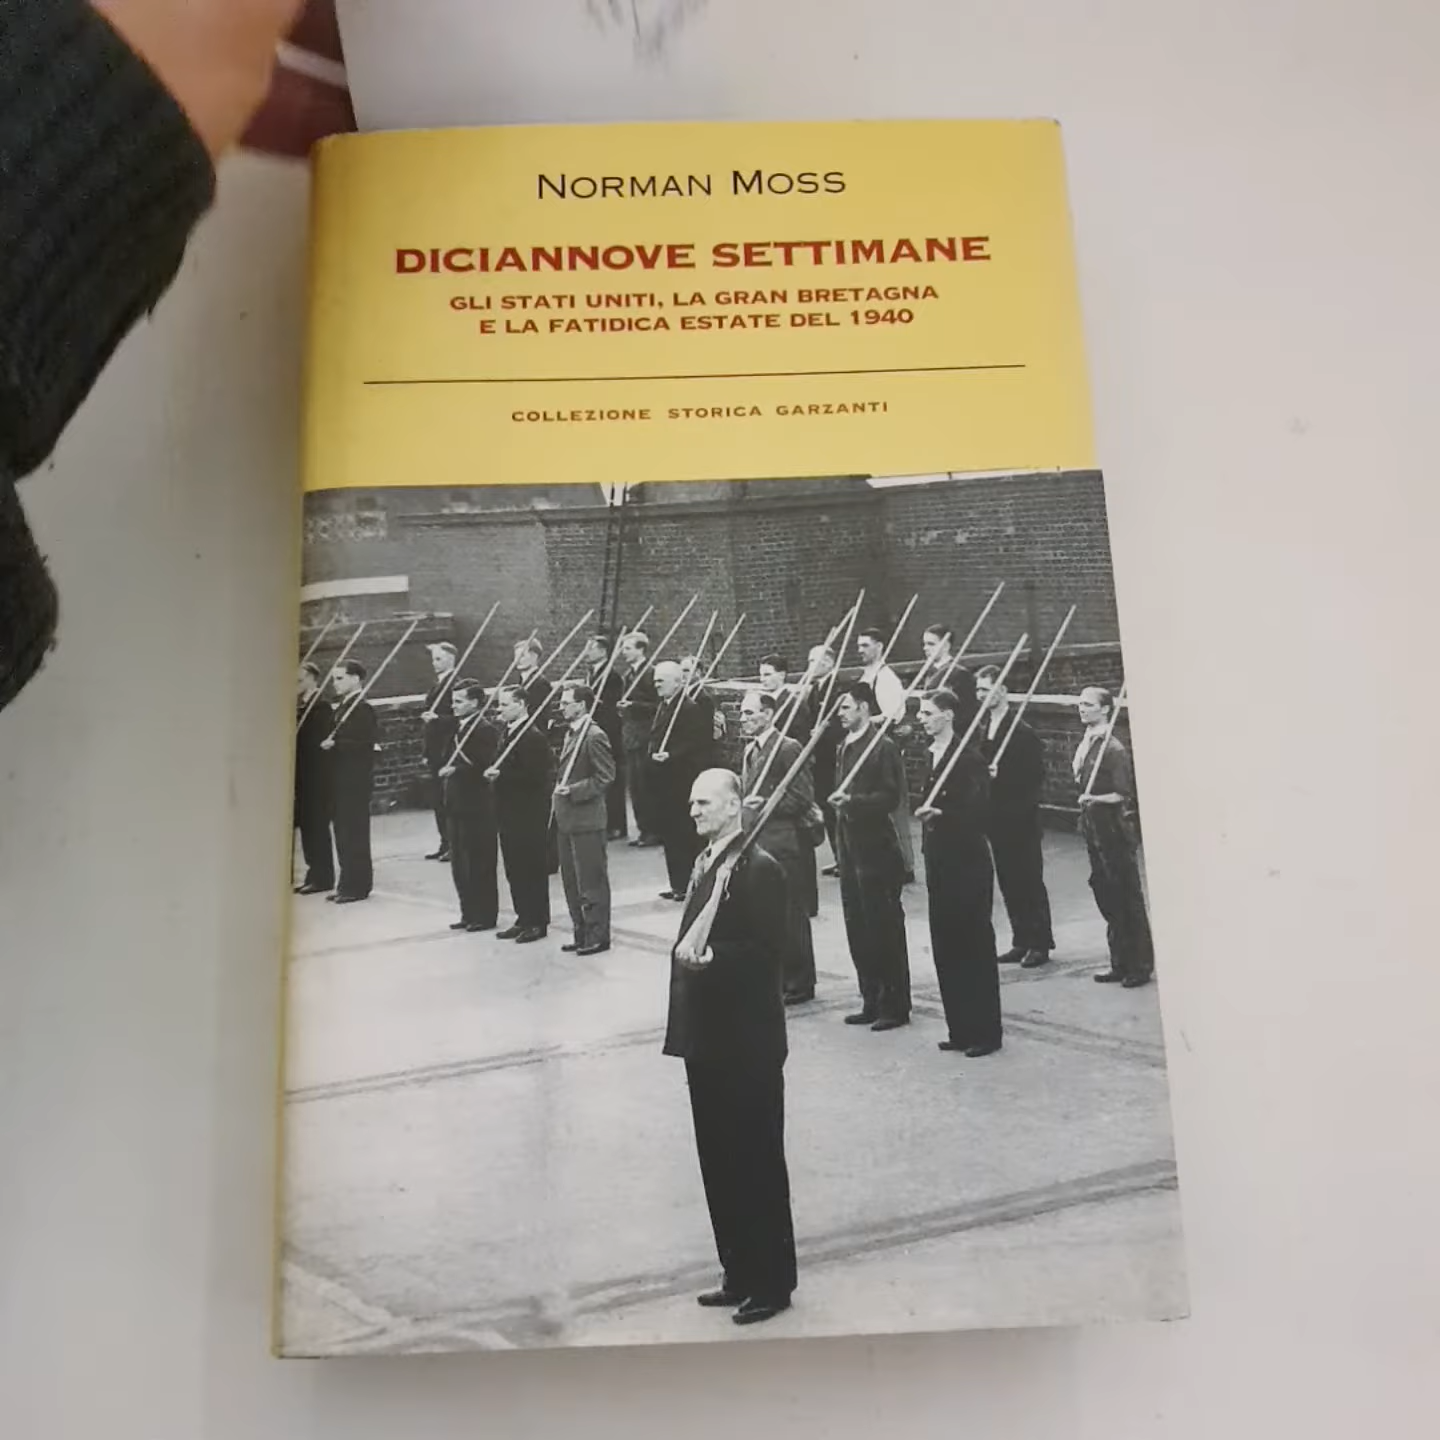 NORMAN MOSS
DICIANNOVE SETTIMANE
GLI STATI UNITI, LA GRAN BRETAGNA
E LA FATIDICA ESTATE DEL 1940
COLLEZIONE STORICA GARZANTI